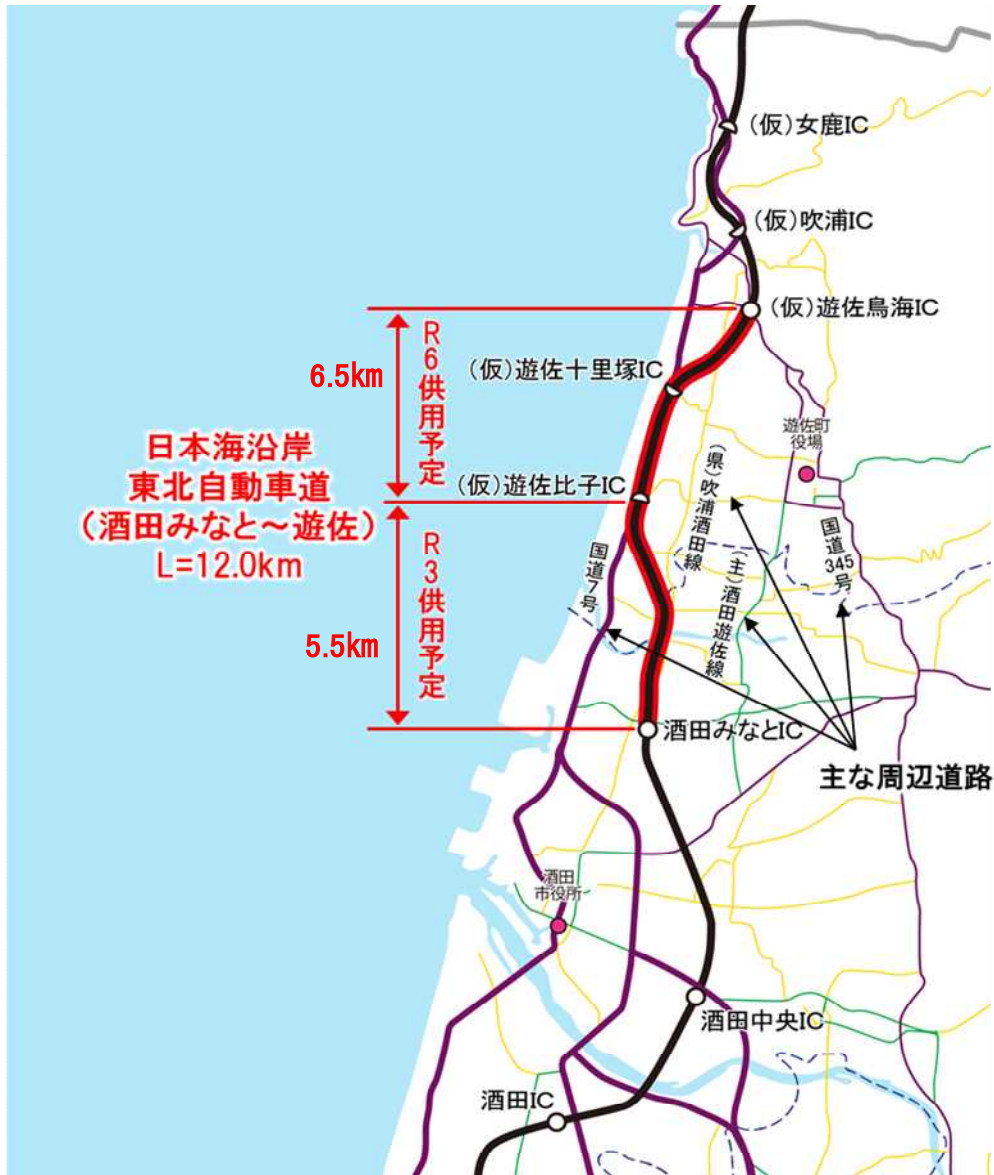 (仮)女鹿IC
(仮)吹浦IC
(仮)遊佐鳥海IC
6.5km
R6供用予定
(仮)遊佐十里塚IC
遊佐町
役場
日本海沿岸
東北自動車道
(酒田みなと～遊佐)
L=12.0km
(仮)遊佐比子IC
(県)吹浦酒田線
国道345号
国道7号
(主)酒田遊佐線
5.5km
R3供用予定
酒田みなとIC
主な周辺道路
酒田
市役所
酒田中央IC
酒田IC